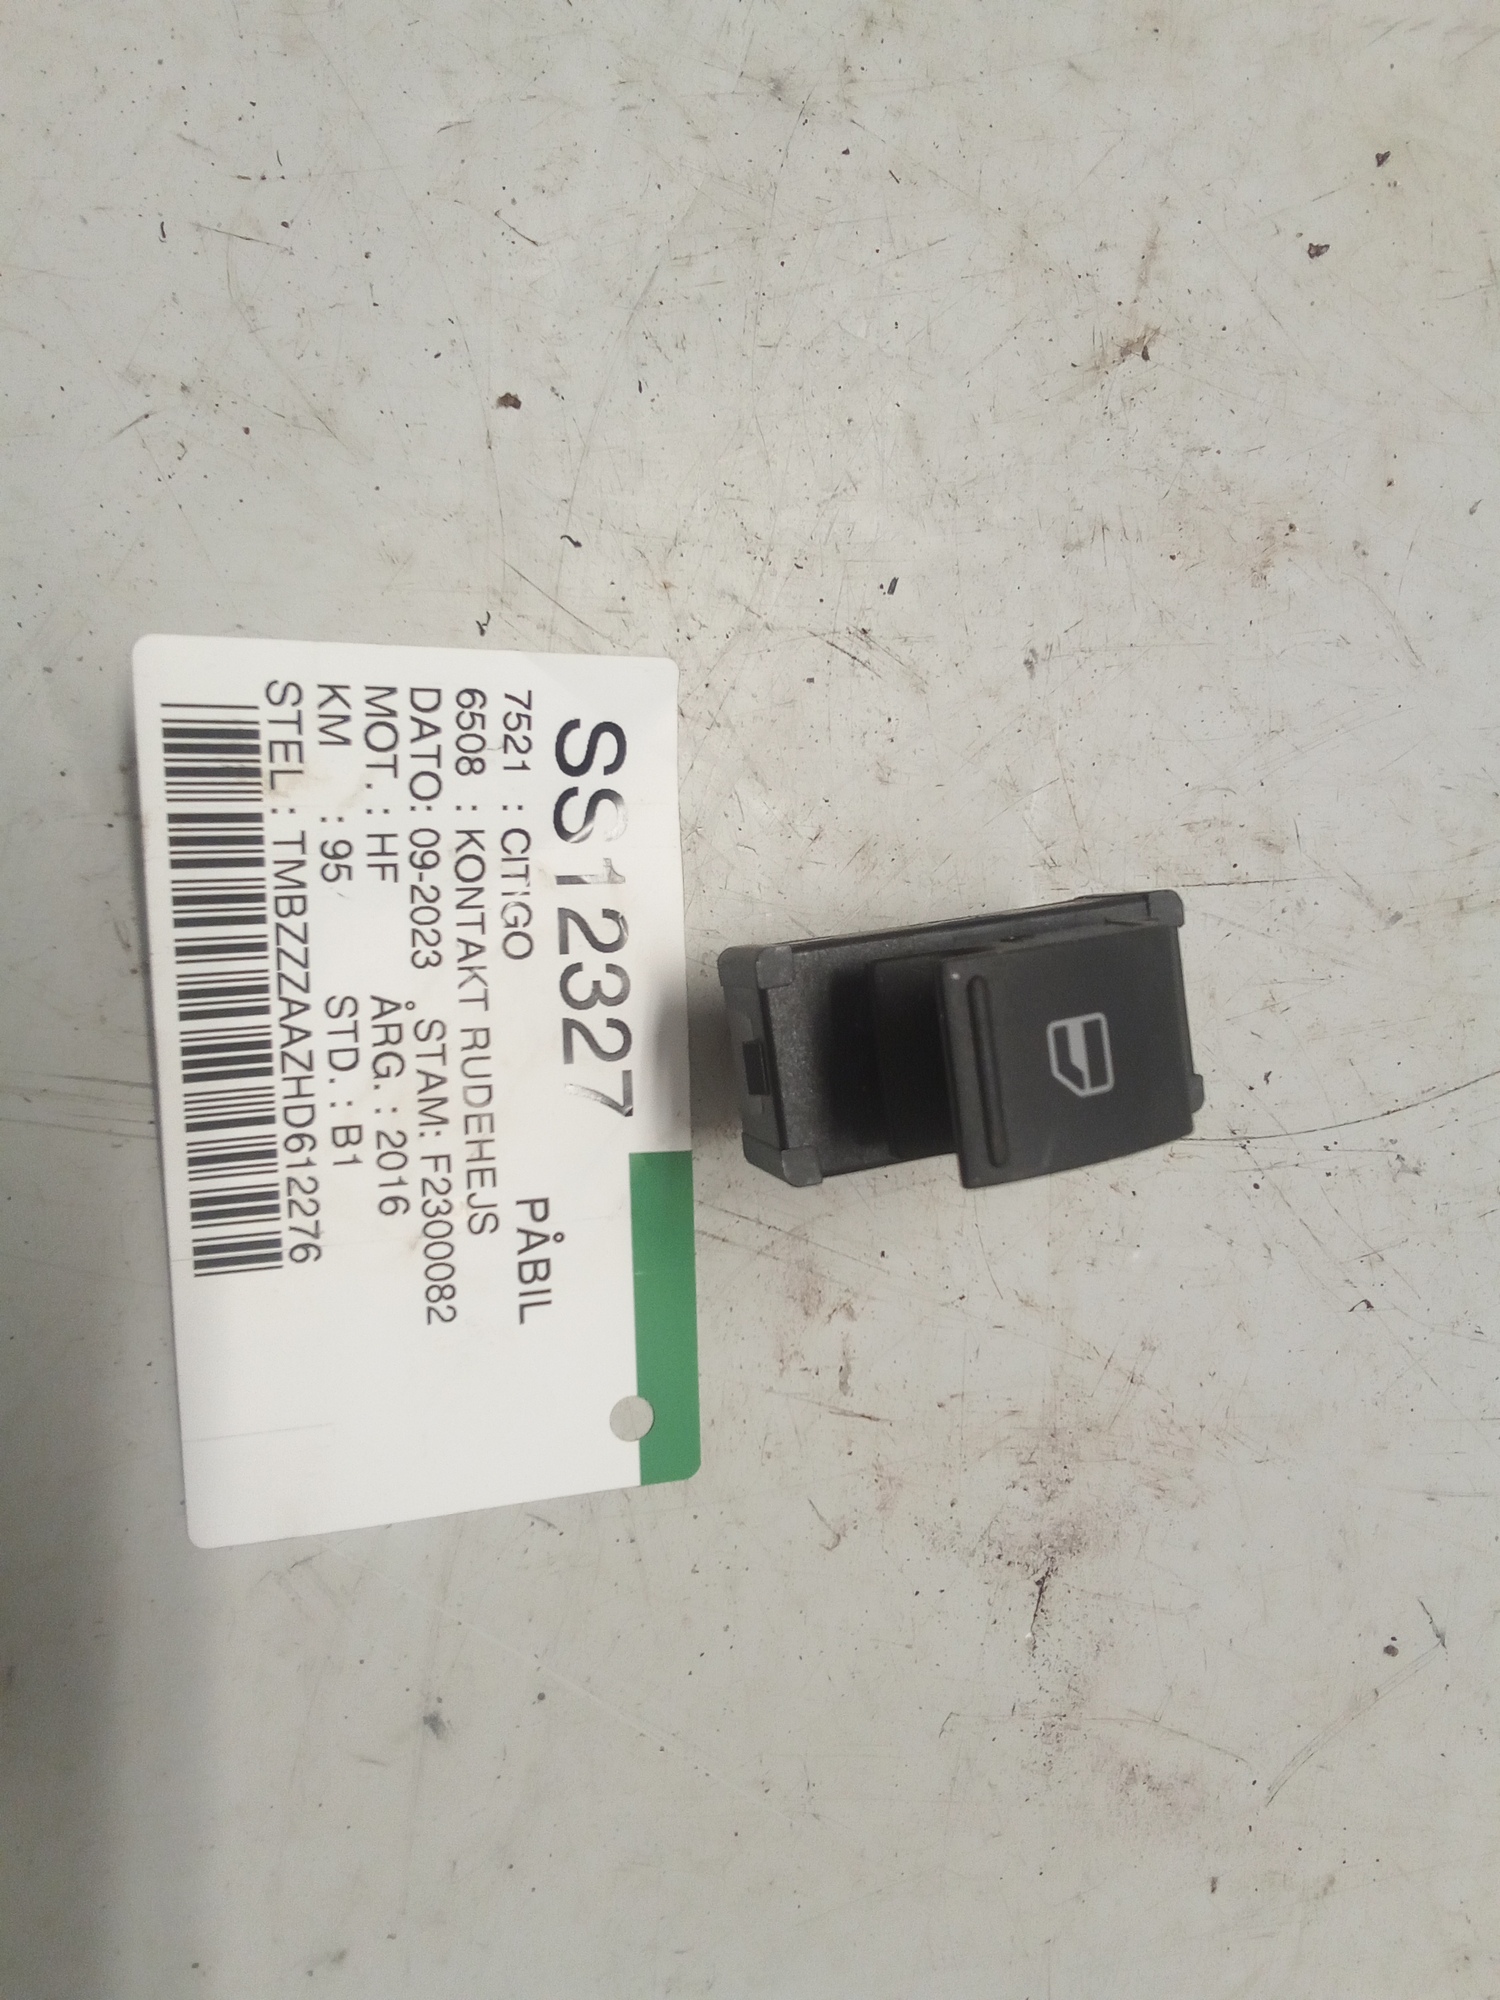 SS12327
PÅBIL
7521 : CITIGO
6508 : KONTAKT RUDEHEJS
DATO: 09-2023 STAM: F2300082
MOT. : HF ÅRG. : 2016
KM : 95 STD. : B1
STEL : TMBZZZAAZHD612276